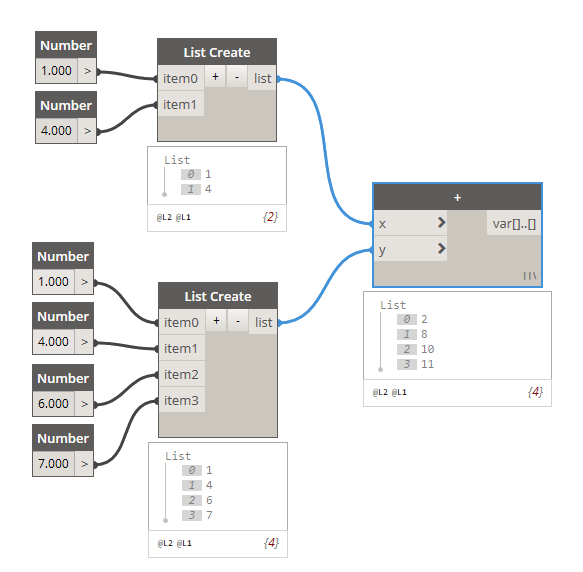 Number
1.000 >
Number
4.000 >
List Create
item0 + - list
item1
List
0 1
1 4
@L2 @L1 {2}
+
x > var[]..[]
y >
||\
List
0 2
1 8
2 10
3 11
@L2 @L1 {4}
Number
1.000 >
Number
4.000 >
Number
6.000 >
Number
7.000 >
List Create
item0 + - list
item1
item2
item3
List
0 1
1 4
2 6
3 7
@L2 @L1 {4}